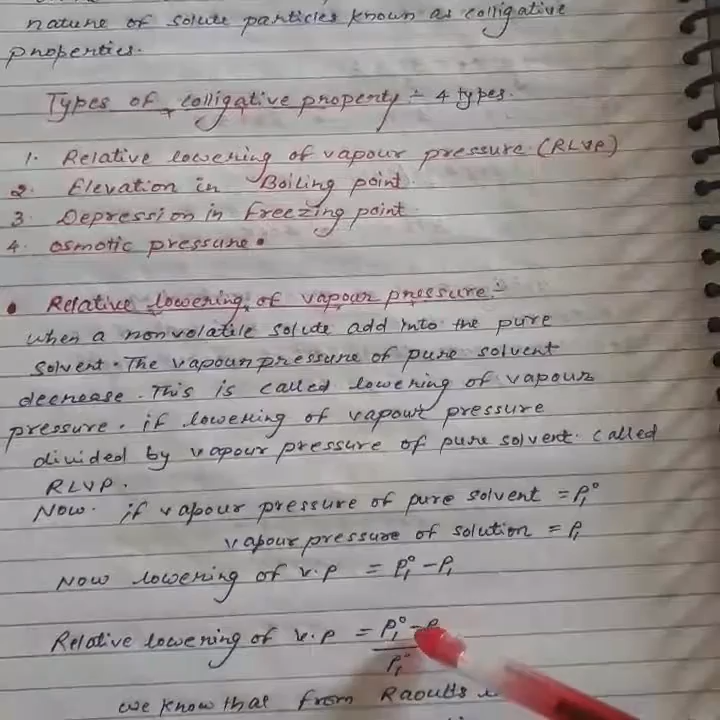 nature of solute particles known as colligative
properties.
Types of colligative property :- 4 types.
1. Relative lowering of vapour pressure (RLVP)
2. Elevation in Boiling point.
3. Depression in Freezing point.
4. osmotic pressure.
• Relative lowering of vapour pressure :-
when a nonvolatile solute add into the pure
solvent. The vapour pressure of pure solvent
decrease. This is called lowering of vapour
pressure. if lowering of vapour pressure
divided by vapour pressure of pure solvent. called
RLVP.
Now. if vapour pressure of pure solvent = P₁°
vapour pressure of solution = P₁
Now lowering of v.p = P₁° - P₁
Relative lowering of v.p = P₁° - P
P₁°
we know that from Raoults